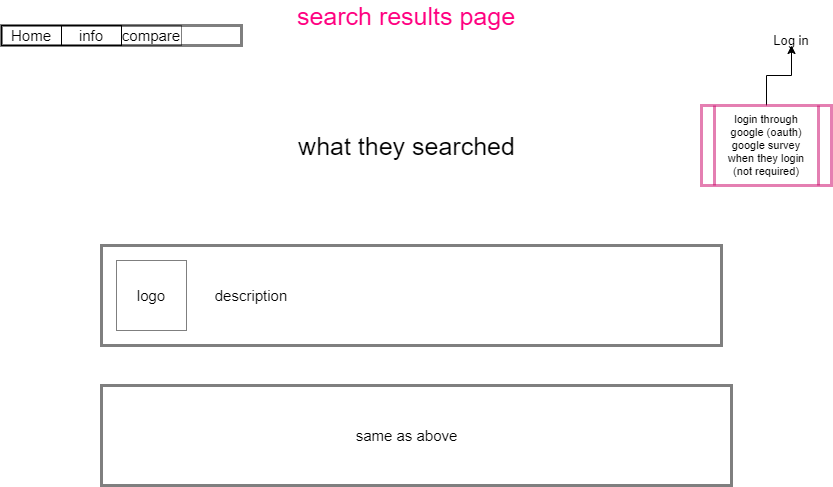 search results page
Home info compare
Log in
login through
google (oauth)
google survey
when they login
(not required)
what they searched
logo
description
same as above